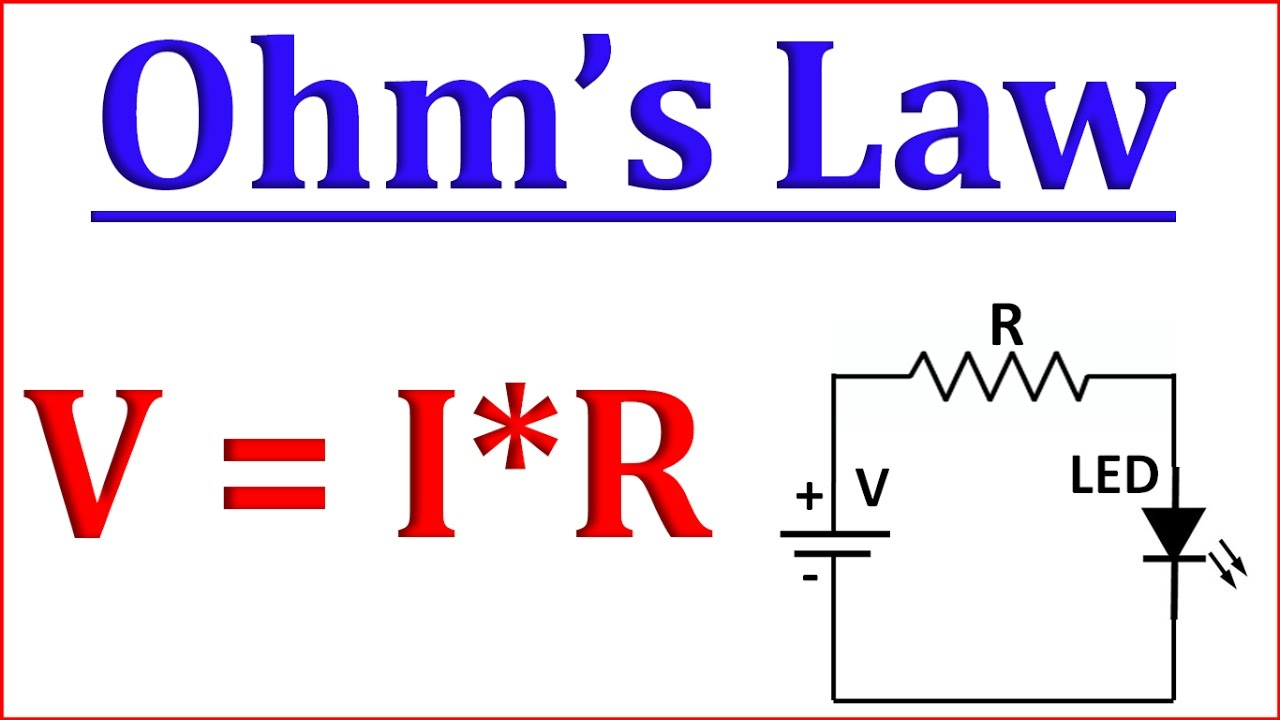 Ohm’s Law
V = I*R
R
LED
+ V
-